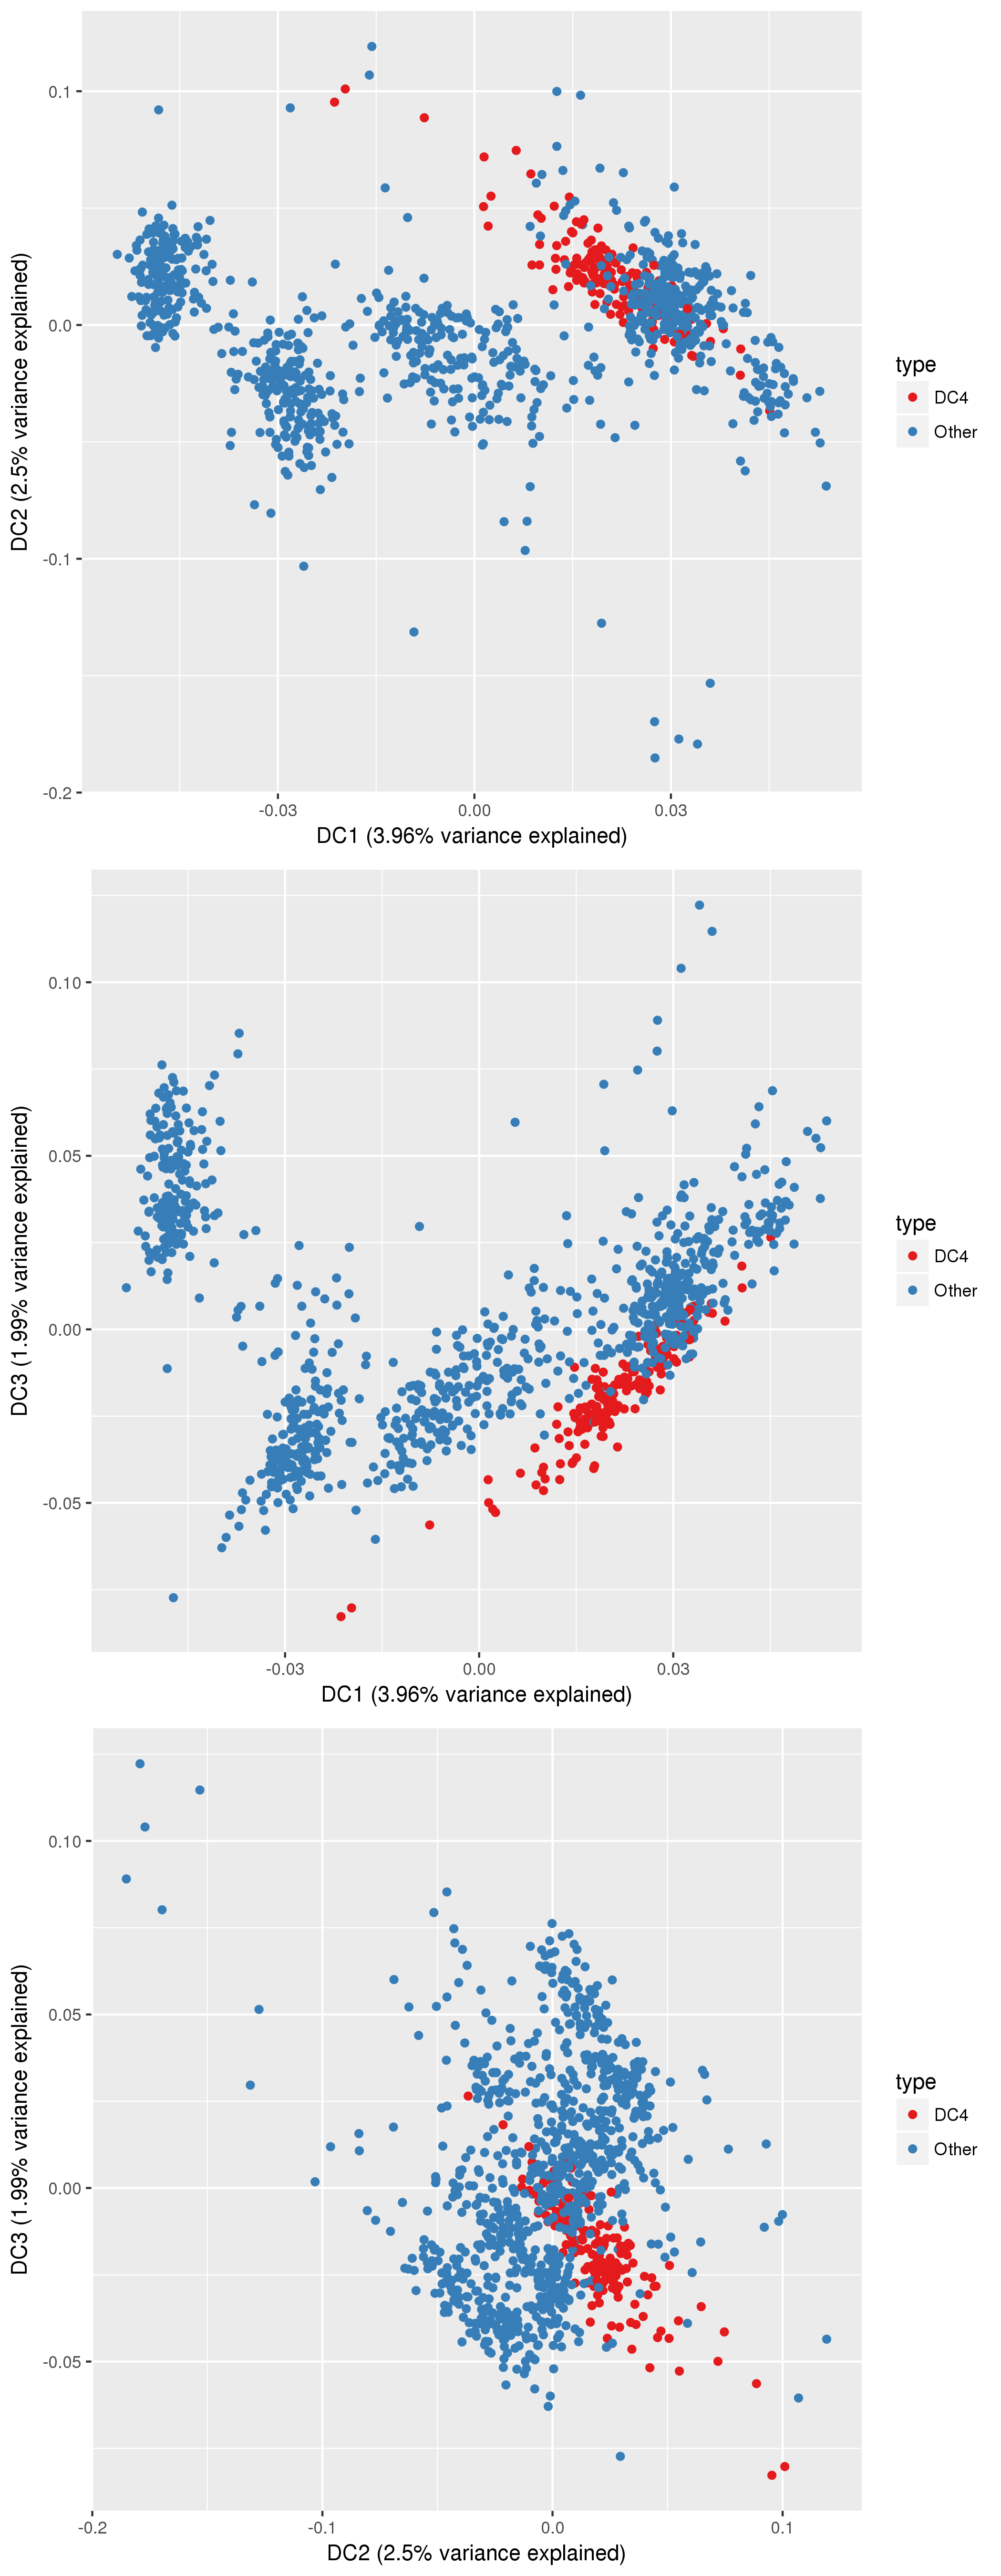 0.1
0.0
-0.1
-0.2
DC2 (2.5% variance explained)
-0.03
0.00
0.03
DC1 (3.96% variance explained)
type
DC4
Other
0.10
0.05
0.00
-0.05
DC3 (1.99% variance explained)
-0.03
0.00
0.03
DC1 (3.96% variance explained)
type
DC4
Other
0.10
0.05
0.00
-0.05
DC3 (1.99% variance explained)
-0.2
-0.1
0.0
0.1
DC2 (2.5% variance explained)
type
DC4
Other